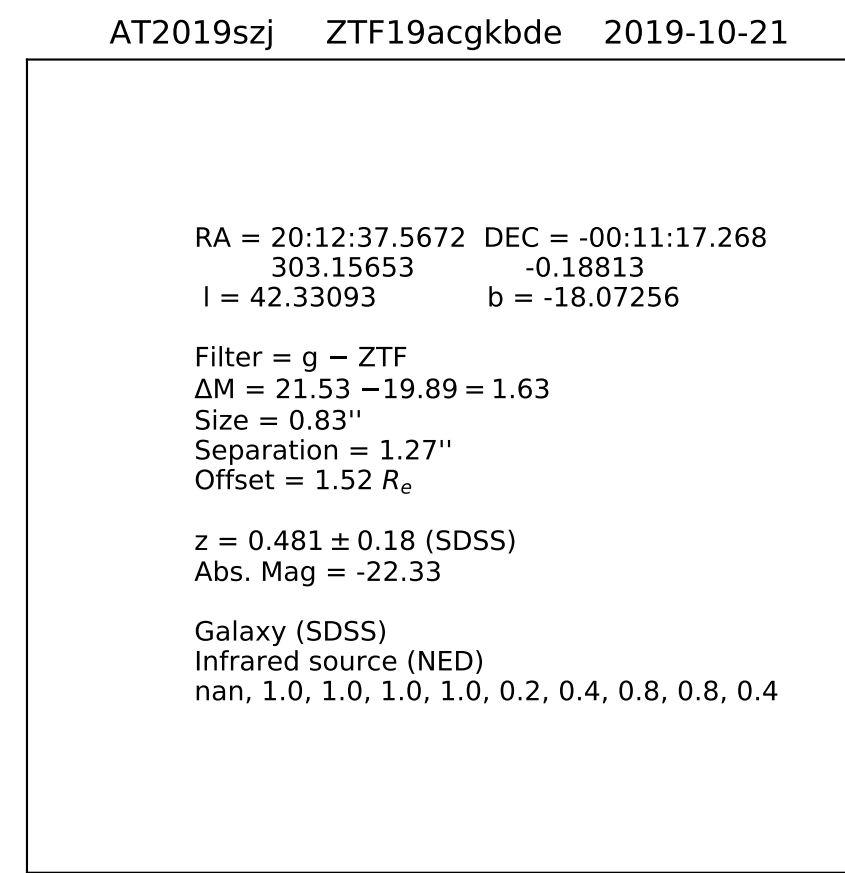 AT2019szj ZTF19acgkbde 2019-10-21
RA = 20:12:37.5672 DEC = -00:11:17.268
303.15653 -0.18813
l = 42.33093 b = -18.07256
Filter = g − ZTF
ΔM = 21.53 −19.89 = 1.63
Size = 0.83''
Separation = 1.27''
Offset = 1.52 Re
z = 0.481 ± 0.18 (SDSS)
Abs. Mag = -22.33
Galaxy (SDSS)
Infrared source (NED)
nan, 1.0, 1.0, 1.0, 1.0, 0.2, 0.4, 0.8, 0.8, 0.4